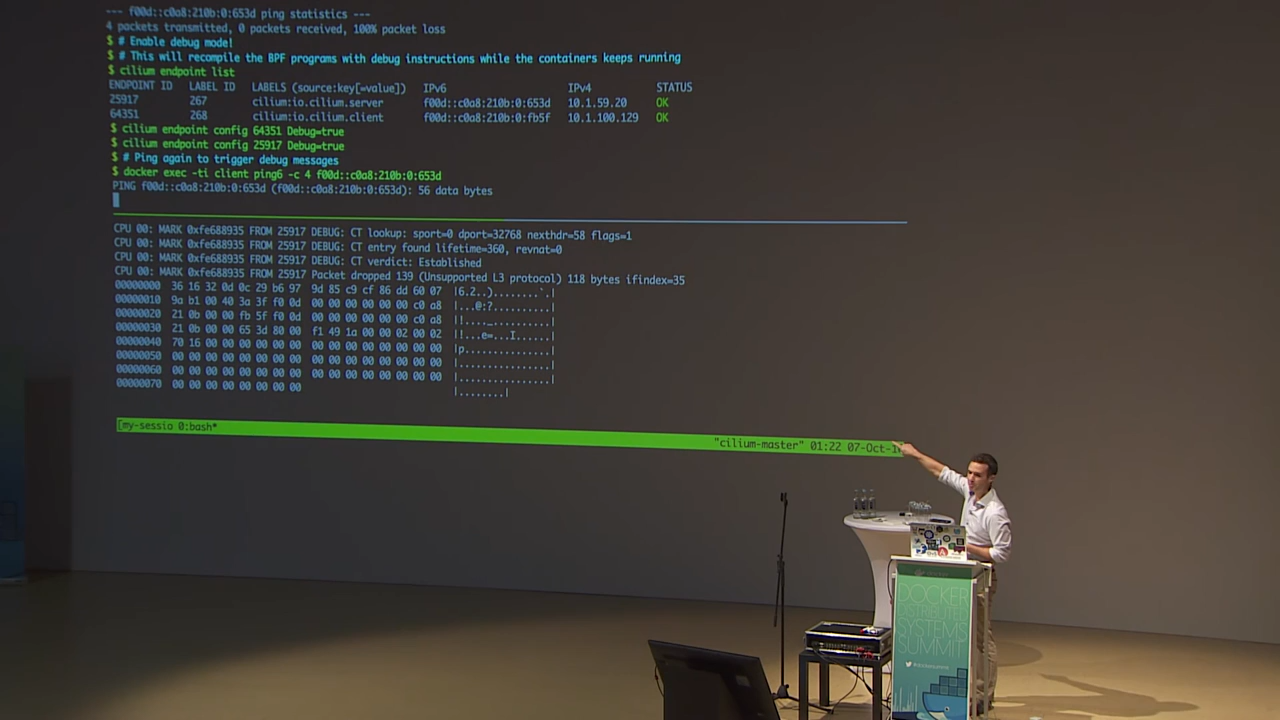 --- f00d::c0a8:210b:0:653d ping statistics ---
4 packets transmitted, 0 packets received, 100% packet loss
$ # Enable debug mode!
$ # This will recompile the BPF programs with debug instructions while the containers keeps running
$ cilium endpoint list
ENDPOINT ID LABEL ID LABELS (source:key[=value]) IPv6 IPv4 STATUS
25917 267 cilium:io.cilium.server f00d::c0a8:210b:0:653d 10.1.59.20 OK
64351 268 cilium:io.cilium.client f00d::c0a8:210b:0:fb5f 10.1.100.129 OK
$ cilium endpoint config 64351 Debug=true
$ cilium endpoint config 25917 Debug=true
$ # Ping again to trigger debug messages
$ docker exec -ti client ping6 -c 4 f00d::c0a8:210b:0:653d
PING f00d::c0a8:210b:0:653d (f00d::c0a8:210b:0:653d): 56 data bytes
CPU 00: MARK 0xfe688935 FROM 25917 DEBUG: CT lookup: sport=0 dport=32768 nexthdr=58 flags=1
CPU 00: MARK 0xfe688935 FROM 25917 DEBUG: CT entry found lifetime=360, revnat=0
CPU 00: MARK 0xfe688935 FROM 25917 DEBUG: CT verdict: Established
CPU 00: MARK 0xfe688935 FROM 25917 Packet dropped 139 (Unsupported L3 protocol) 118 bytes ifindex=35
00000000 36 16 32 0d 0c 29 b6 97 9d 85 c9 cf 86 dd 60 07 |6.2..)........`.|
00000010 9a b1 00 40 3a 3f f0 0d 00 00 00 00 00 00 c0 a8 |...@:?..........|
00000020 21 0b 00 00 fb 5f f0 0d 00 00 00 00 00 00 c0 a8 |!...._..........|
00000030 21 0b 00 00 65 3d 80 00 f1 49 1a 00 00 02 00 02 |!...e=...I......|
00000040 70 16 00 00 00 00 00 00 00 00 00 00 00 00 00 00 |p...............|
00000050 00 00 00 00 00 00 00 00 00 00 00 00 00 00 00 00 |................|
00000060 00 00 00 00 00 00 00 00 00 00 00 00 00 00 00 00 |................|
00000070 00 00 00 00 00 00 00 00 |........|
[my-sessio 0:bash* "cilium-master" 01:22 07-Oct-1
DOCKER
DISTRIBUTED
SYSTEMS
SUMMIT